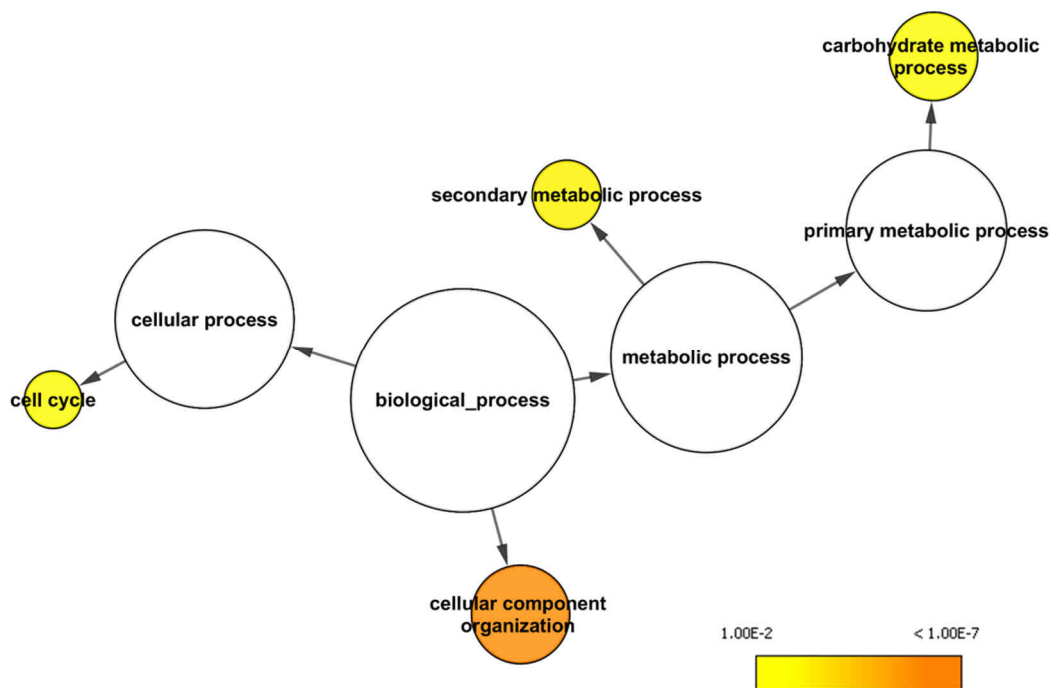 carbohydrate metabolic
process
secondary metabolic process
primary metabolic process
cellular process
metabolic process
cell cycle
biological_process
cellular component
organization
1.00E-2
< 1.00E-7